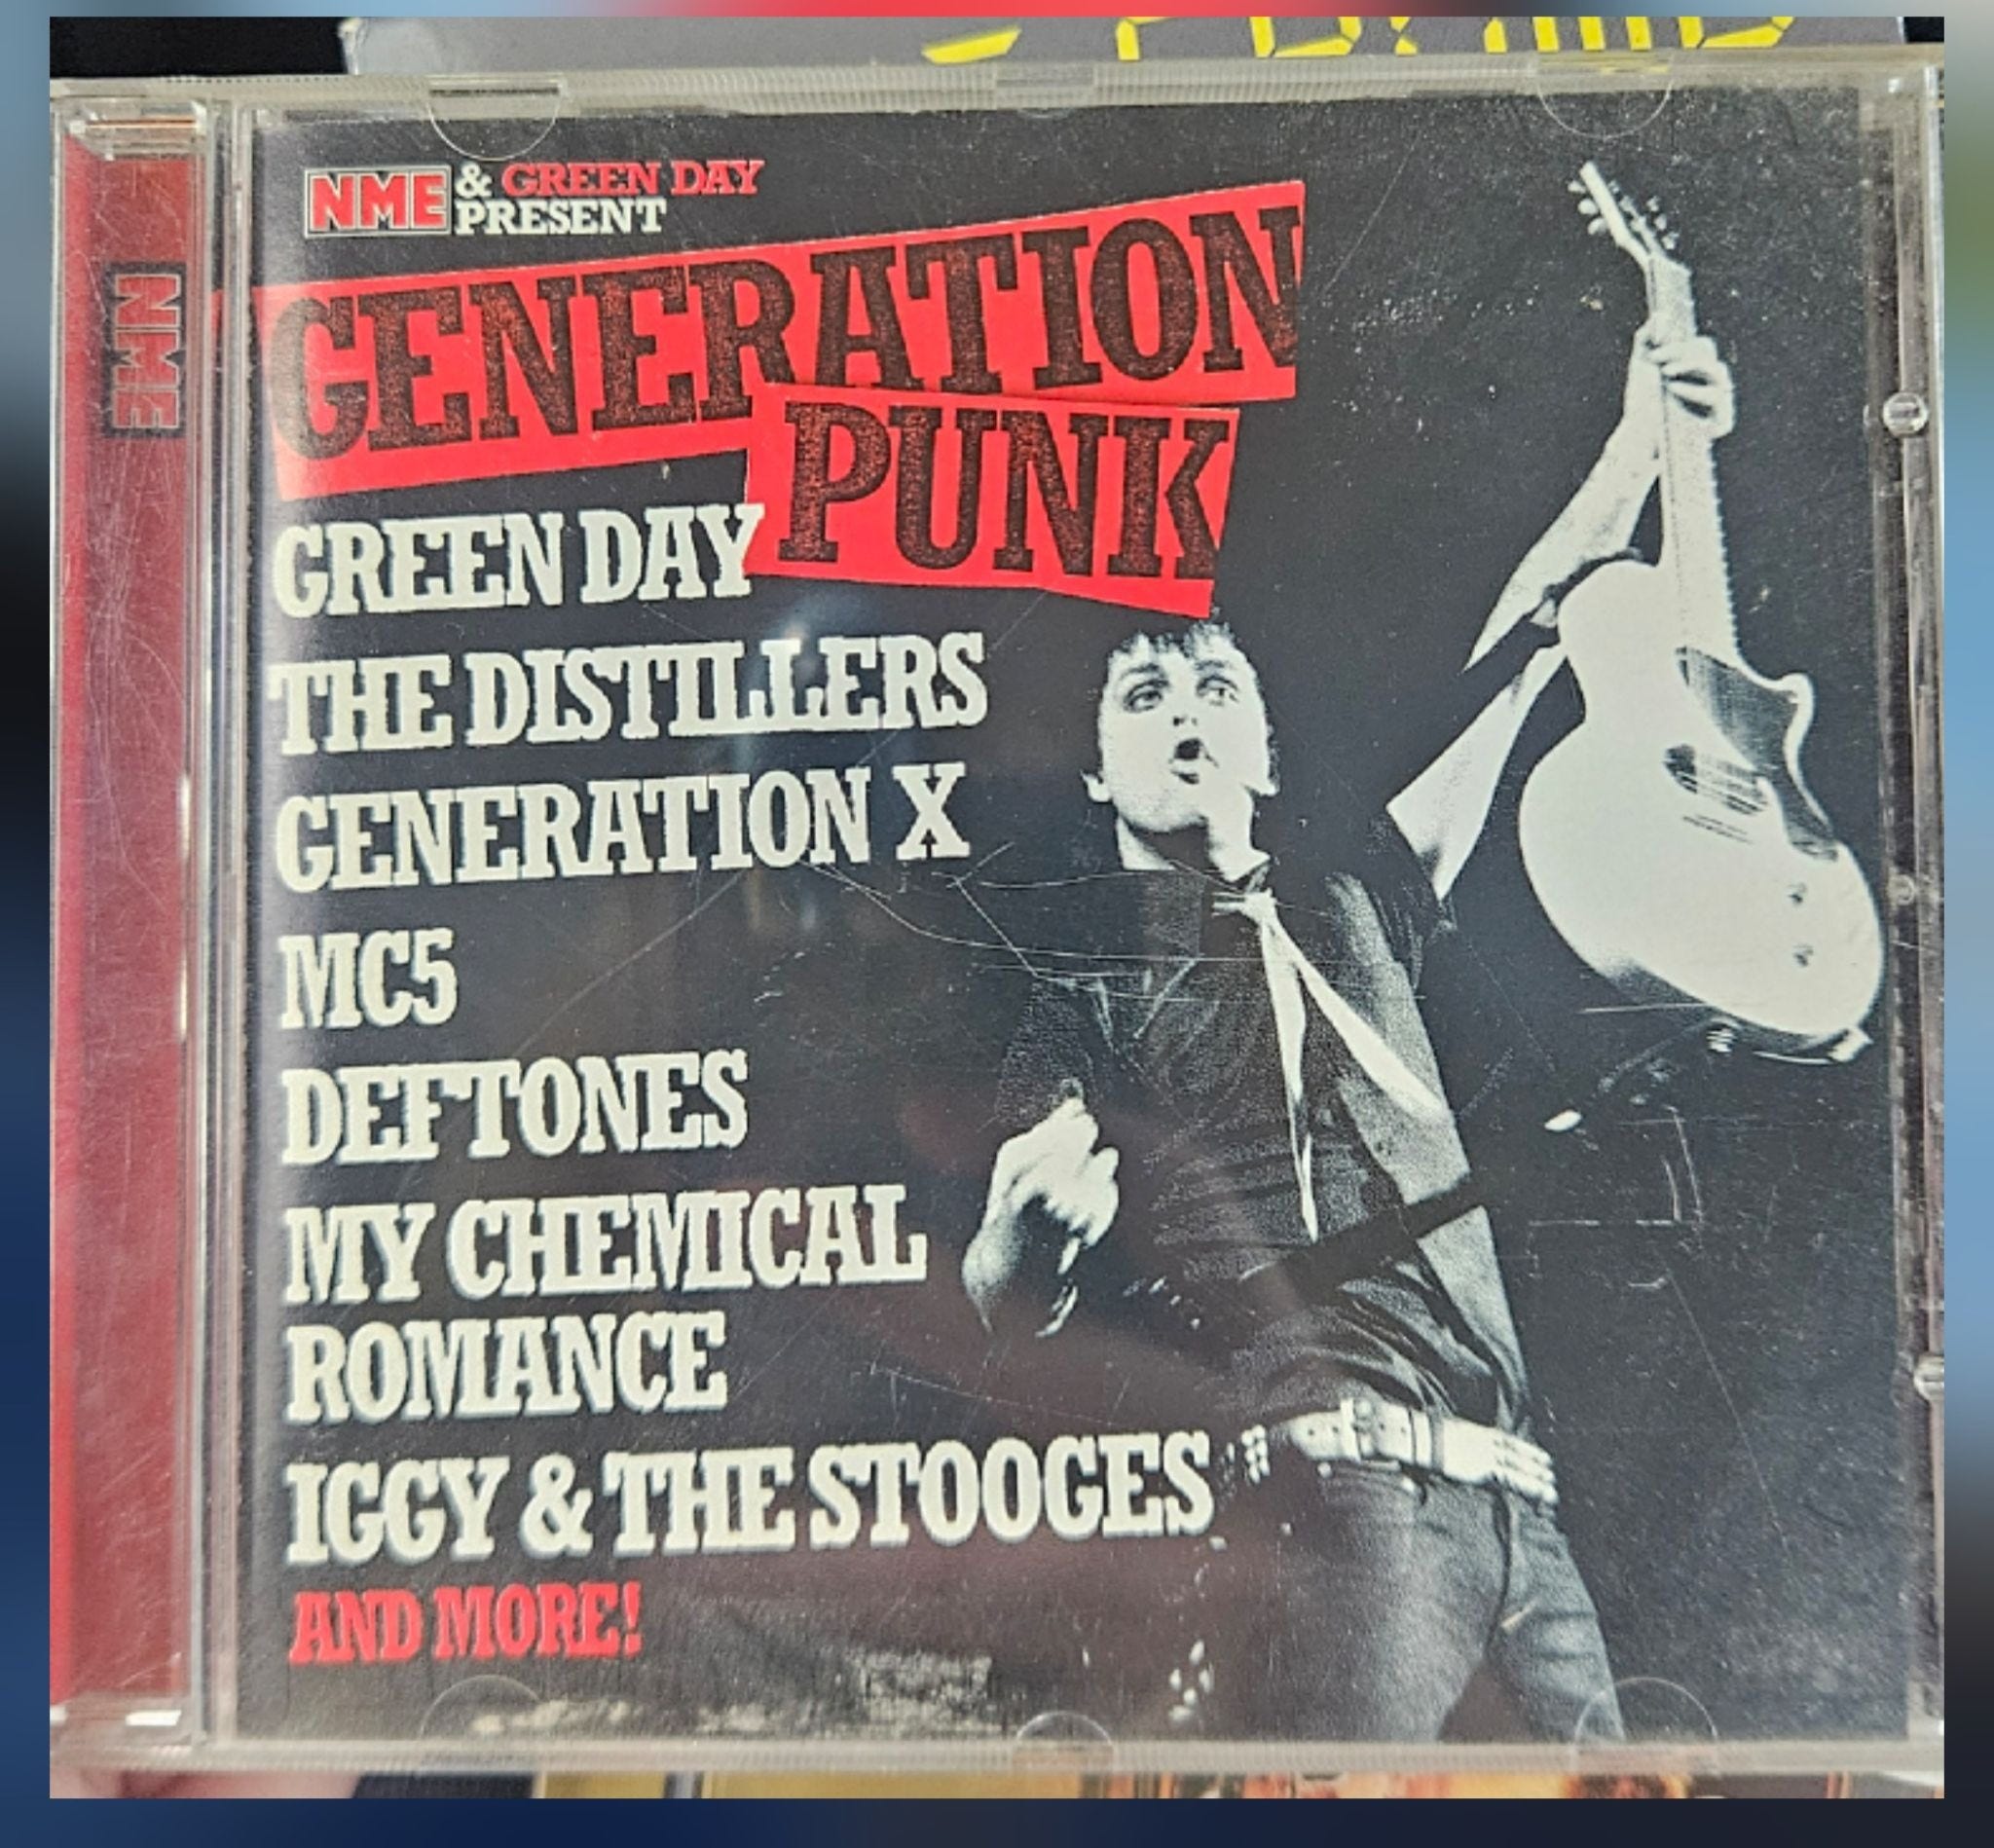 NME & GREEN DAY
PRESENT
GENERATION
PUNK
GREEN DAY
THE DISTILLERS
GENERATION X
MC5
DEFTONES
MY CHEMICAL
ROMANCE
IGGY & THE STOOGES
AND MORE!
NME